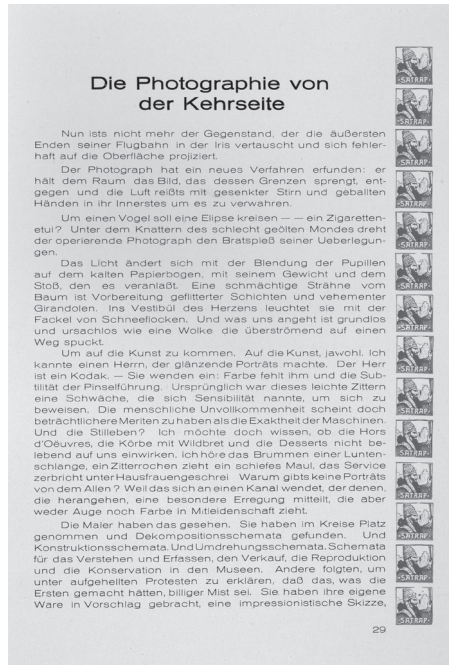 Die Photographie von
der Kehrseite
Nun ists nicht mehr der Gegenstand, der die äußersten
Enden seiner Flugbahn in der Iris vertauscht und sich fehler-
haft auf die Oberfläche projiziert.
Der Photograph hat ein neues Verfahren erfunden: er
hält dem Raum das Bild, das dessen Grenzen sprengt, ent-
gegen und die Luft reißts mit gesenkter Stirn und geballten
Händen in ihr Innerstes um es zu verwahren.
Um einen Vogel soll eine Elipse kreisen — — ein Zigaretten-
etui? Unter dem Knattern des schlecht geölten Mondes dreht
der operierende Photograph den Bratspieß seiner Ueberlegun-
gen.
Das Licht ändert sich mit der Blendung der Pupillen
auf dem kalten Papierbogen, mit seinem Gewicht und dem
Stoß, den es veranlaßt. Eine schmächtige Strähne vom
Baum ist Vorbereitung geflitterter Schichten und vehementer
Girandolen. Ins Vestibül des Herzens leuchtet sie mit der
Fackel von Schneeflocken. Und was uns angeht ist grundlos
und ursachlos wie eine Wolke die überströmend auf einen
Weg spuckt.
Um auf die Kunst zu kommen. Auf die Kunst, jawohl. Ich
kannte einen Herrn, der glänzende Porträts machte. Der Herr
ist ein Kodak. — Sie wenden ein: Farbe fehlt ihm und die Sub-
tilität der Pinselführung. Ursprünglich war dieses leichte Zittern
eine Schwäche, die sich Sensibilität nannte, um sich zu
beweisen. Die menschliche Unvollkommenheit scheint doch
beträchtlichere Meriten zu haben als die Exaktheit der Maschinen.
Und die Stilleben? Ich möchte doch wissen, ob die Hors
d'Oêuvres, die Körbe mit Wildbret und die Desserts nicht be-
lebend auf uns einwirken. Ich höre das Brummen einer Lunten-
schlange, ein Zitterrochen zieht ein schiefes Maul, das Service
zerbricht unter Hausfrauengeschrei Warum gibts keine Porträts
von dem Allen? Weil das sich an einen Kanal wendet, der denen,
die herangehen, eine besondere Erregung mitteilt, die aber
weder Auge noch Farbe in Mitleidenschaft zieht.
Die Maler haben das gesehen. Sie haben im Kreise Platz
genommen und Dekompositionsschemata gefunden. Und
Konstruktionsschemata. Und Umdrehungsschemata. Schemata
für das Verstehen und Erfassen, den Verkauf, die Reproduktion
und die Konservation in den Museen. Andere folgten, um
unter aufgehellten Protesten zu erklären, daß das, was die
Ersten gemacht hätten, billiger Mist sei. Sie haben ihre eigene
Ware in Vorschlag gebracht, eine impressionistische Skizze,
29
SATRAP
SATRAP
SATRAP
SATRAP
SATRAP
SATRAP
SATRAP
SATRAP
SATRAP
SATRAP
SATRAP
SATRAP
SATRAP
SATRAP